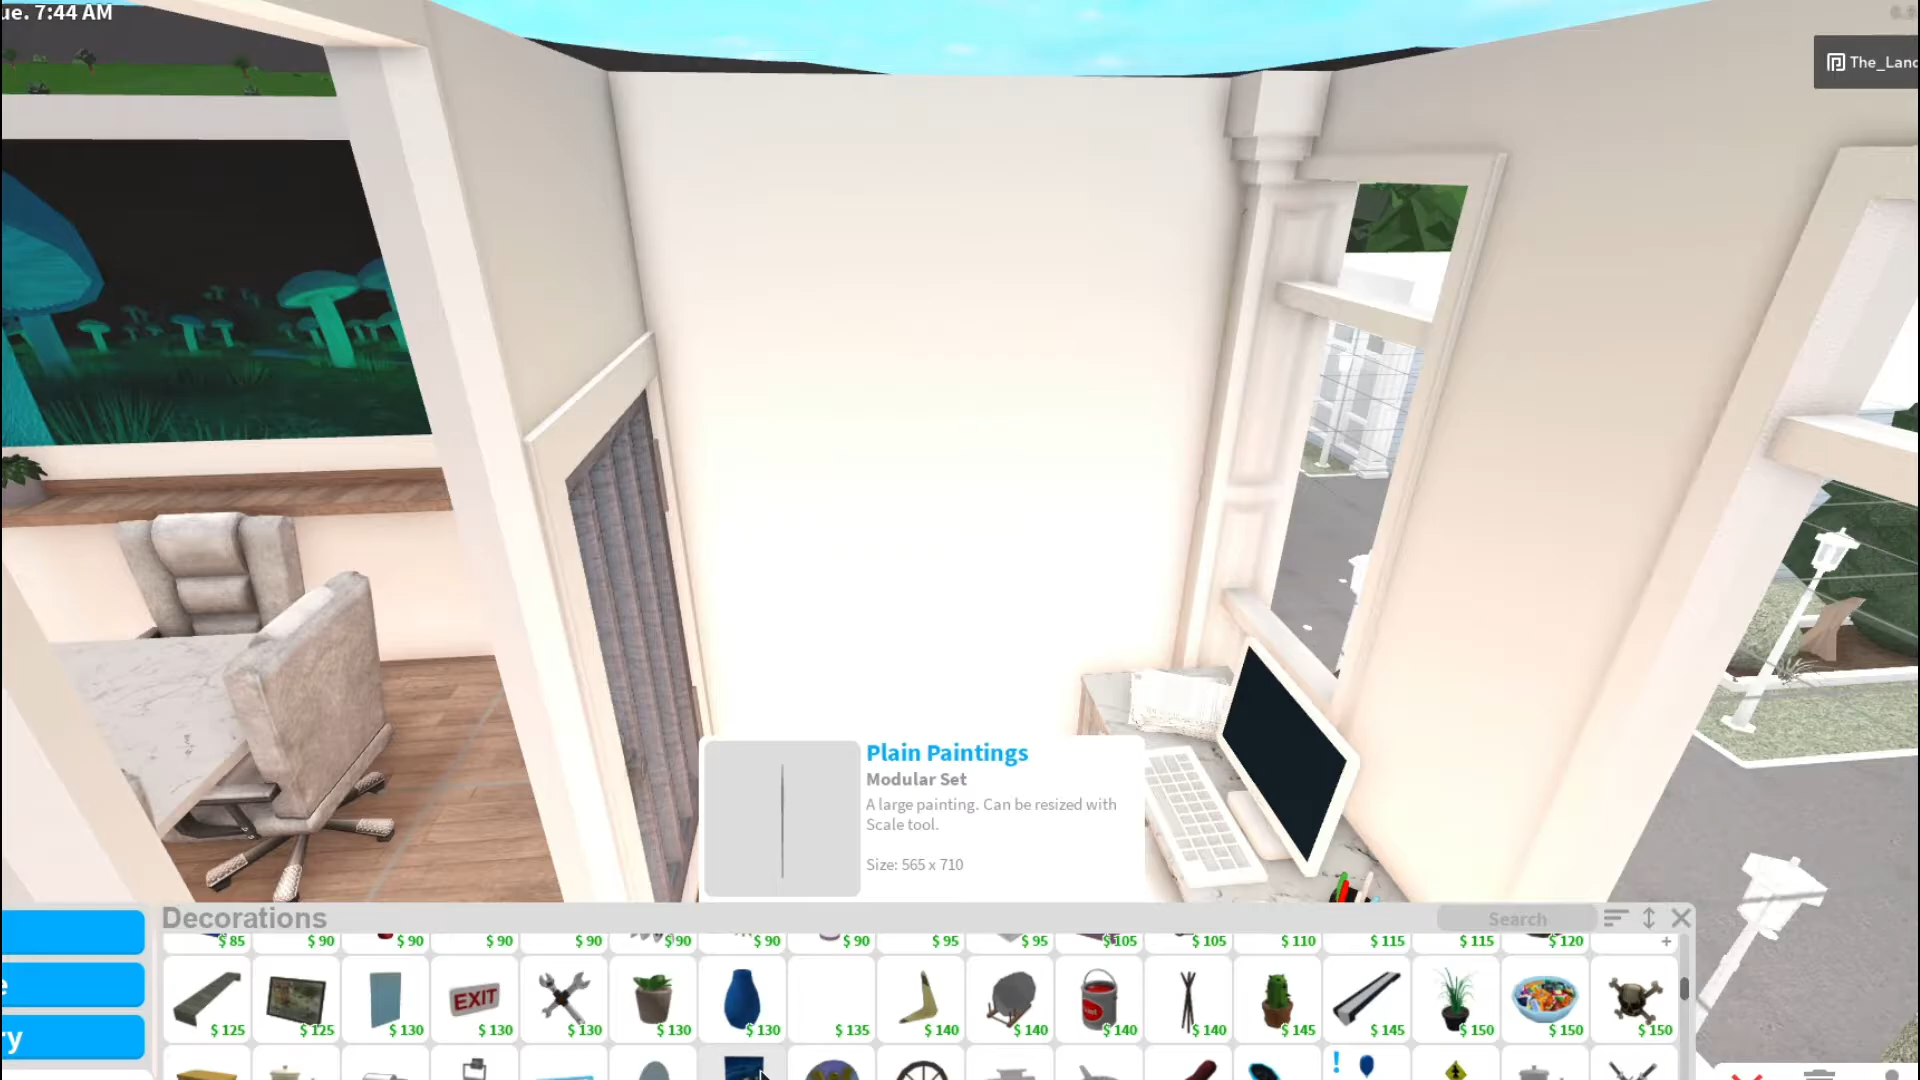 ue. 7:44 AM
The_Lanc
Plain Paintings
Modular Set
A large painting. Can be resized with
Scale tool.
Size: 565 x 710
Decorations
Search
$ 85 $ 90 $ 90 $ 90 $ 90 $ 90 $ 90 $ 90 $ 95 $ 95 $ 105 $ 105 $ 110 $ 115 $ 115 $ 120 +
EXIT
$ 125 $ 125 $ 130 $ 130 $ 130 $ 130 $ 130 $ 135 $ 140 $ 140 $ 140 $ 140 $ 145 $ 145 $ 150 $ 150 $ 150
e
!
ry